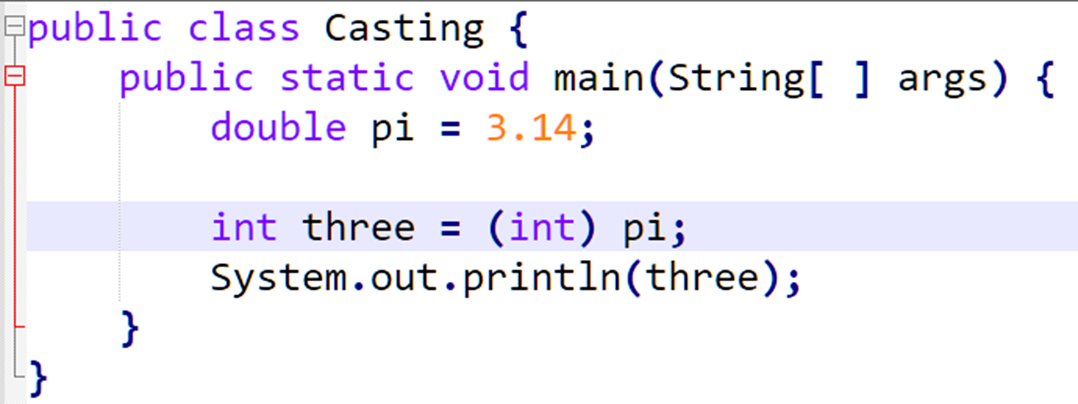 public class Casting {
public static void main(String[ ] args) {
double pi = 3.14;
int three = (int) pi;
System.out.println(three);
}
}